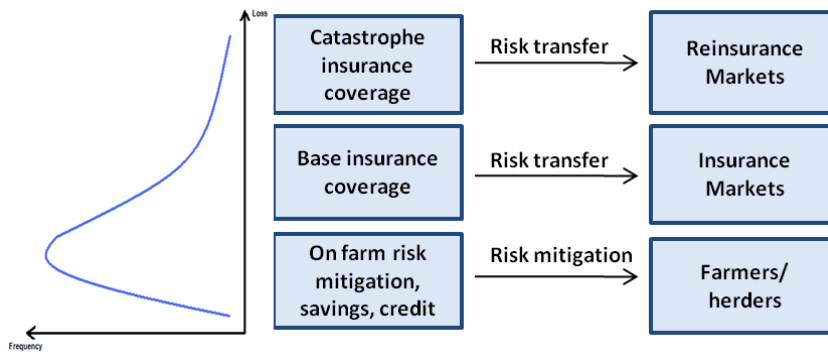 Loss
Catastrophe
insurance
coverage
Risk transfer
Reinsurance
Markets
Base insurance
coverage
Risk transfer
Insurance
Markets
On farm risk
mitigation,
savings, credit
Risk mitigation
Farmers/
herders
Frequency